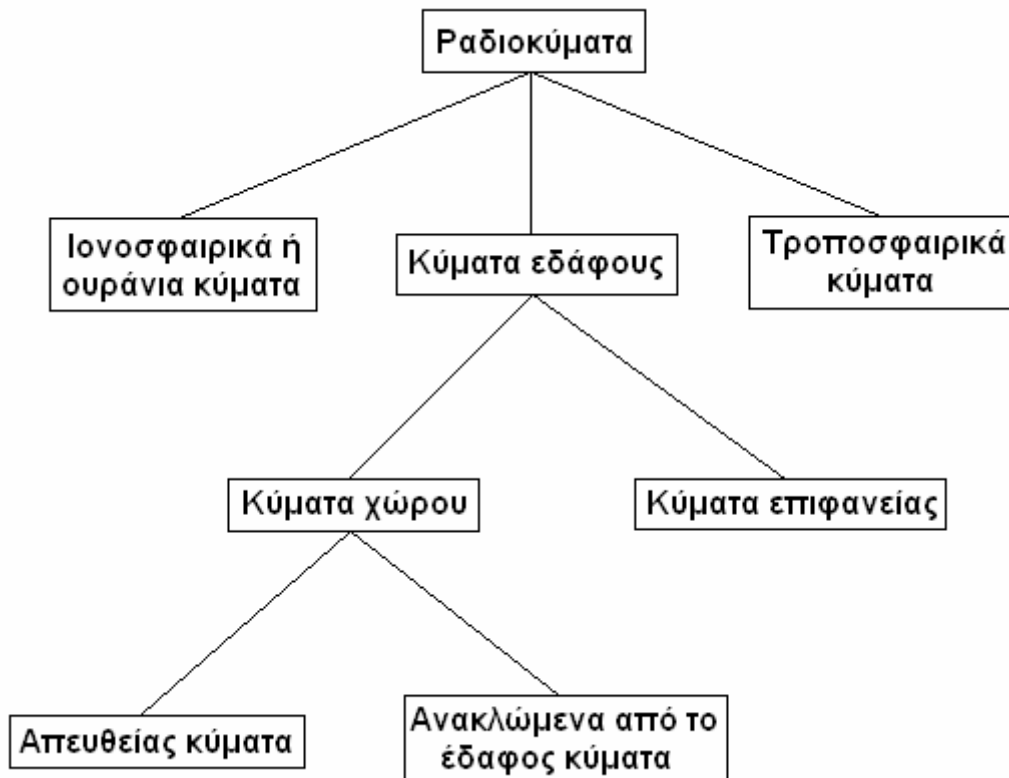 Ραδιοκύματα
Ιονοσφαιρικά ή
ουράνια κύματα
Κύματα εδάφους
Τροποσφαιρικά
κύματα
Κύματα χώρου
Κύματα επιφανείας
Απευθείας κύματα
Ανακλώμενα από το
έδαφος κύματα